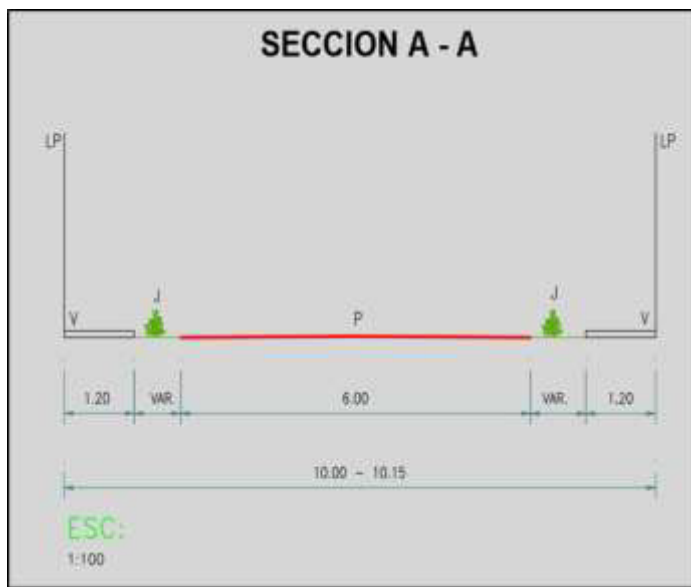 SECCION A - A
LP LP
J J
V P V
1.20 VAR. 6.00 VAR. 1.20
10.00 - 10.15
ESC:
1:100